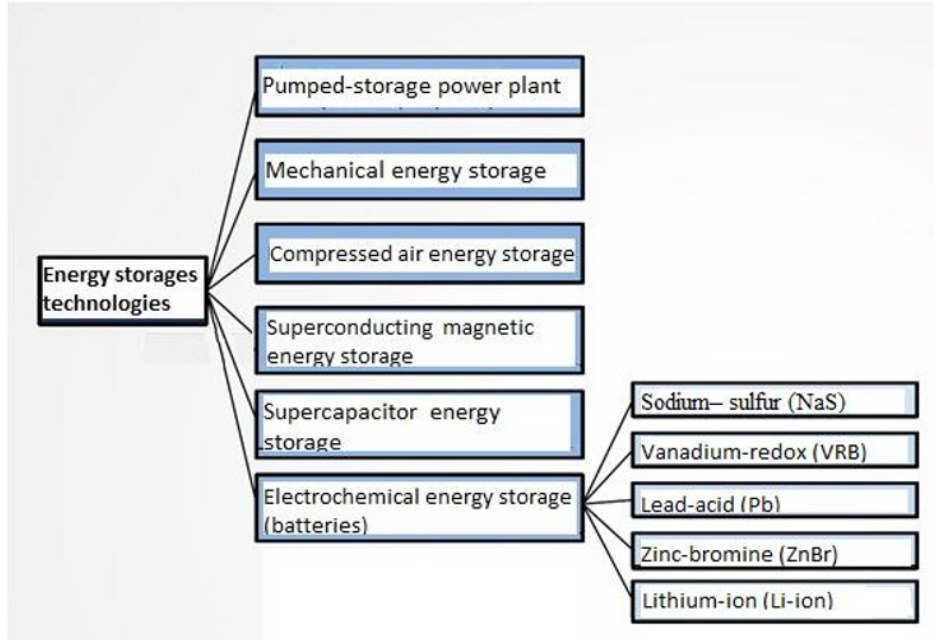 Pumped-storage power plant
Mechanical energy storage
Compressed air energy storage
Energy storages
technologies
Superconducting magnetic
energy storage
Supercapacitor energy
storage
Electrochemical energy storage
(batteries)
Sodium– sulfur (NaS)
Vanadium-redox (VRB)
Lead-acid (Pb)
Zinc-bromine (ZnBr)
Lithium-ion (Li-ion)